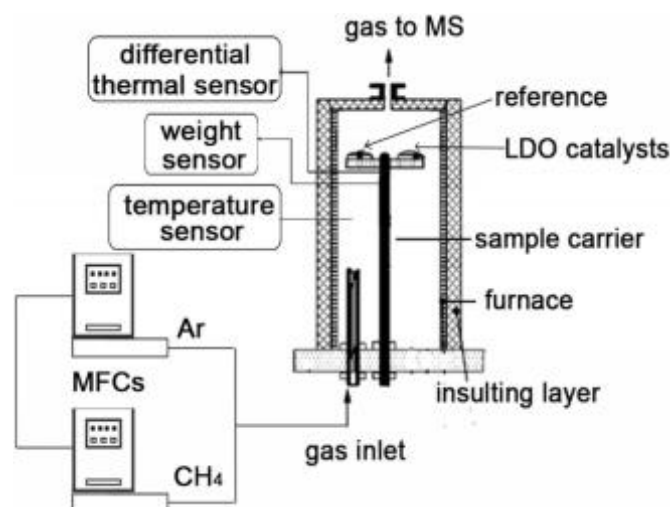 gas to MS
differential
thermal sensor
reference
weight
sensor
LDO catalysts
temperature
sensor
sample carrier
furnace
Ar
MFCs
insulting layer
gas inlet
CH₄